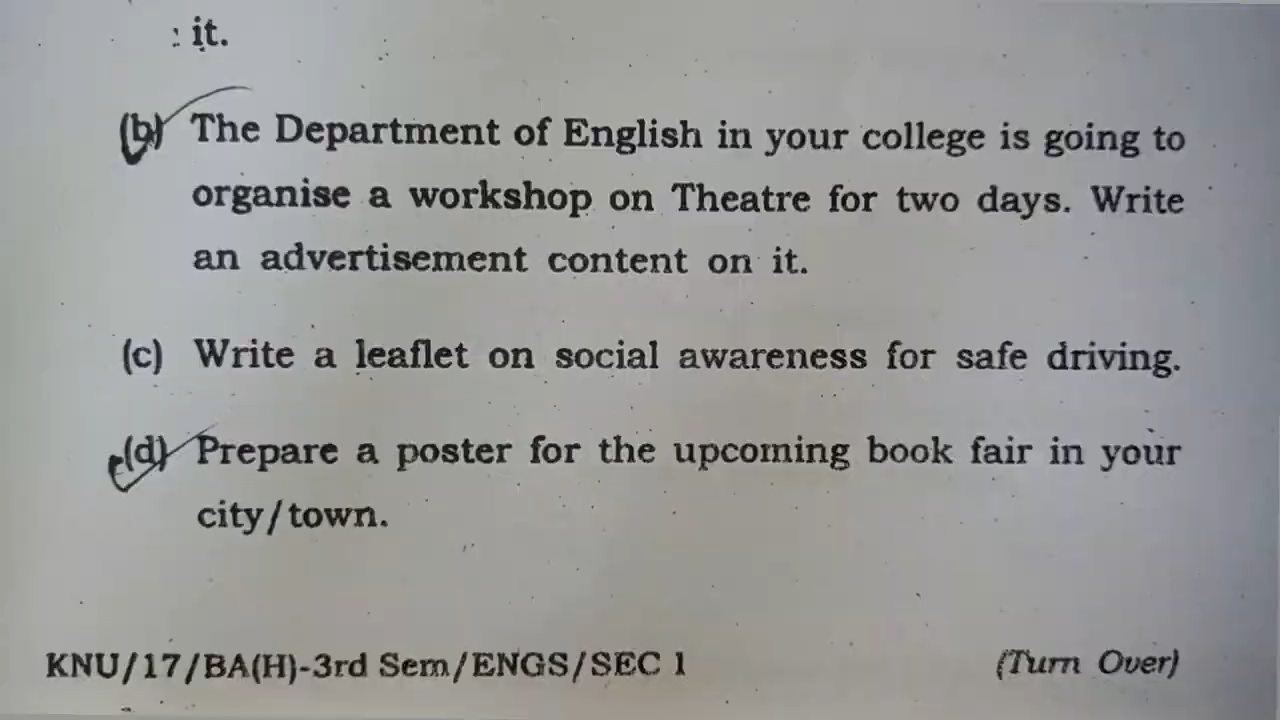 : it.
(b) The Department of English in your college is going to
organise a workshop on Theatre for two days. Write
an advertisement content on it.
(c) Write a leaflet on social awareness for safe driving.
(d) Prepare a poster for the upcoming book fair in your
city/town.
KNU/17/BA(H)-3rd Sem/ENGS/SEC 1 (Turn Over)